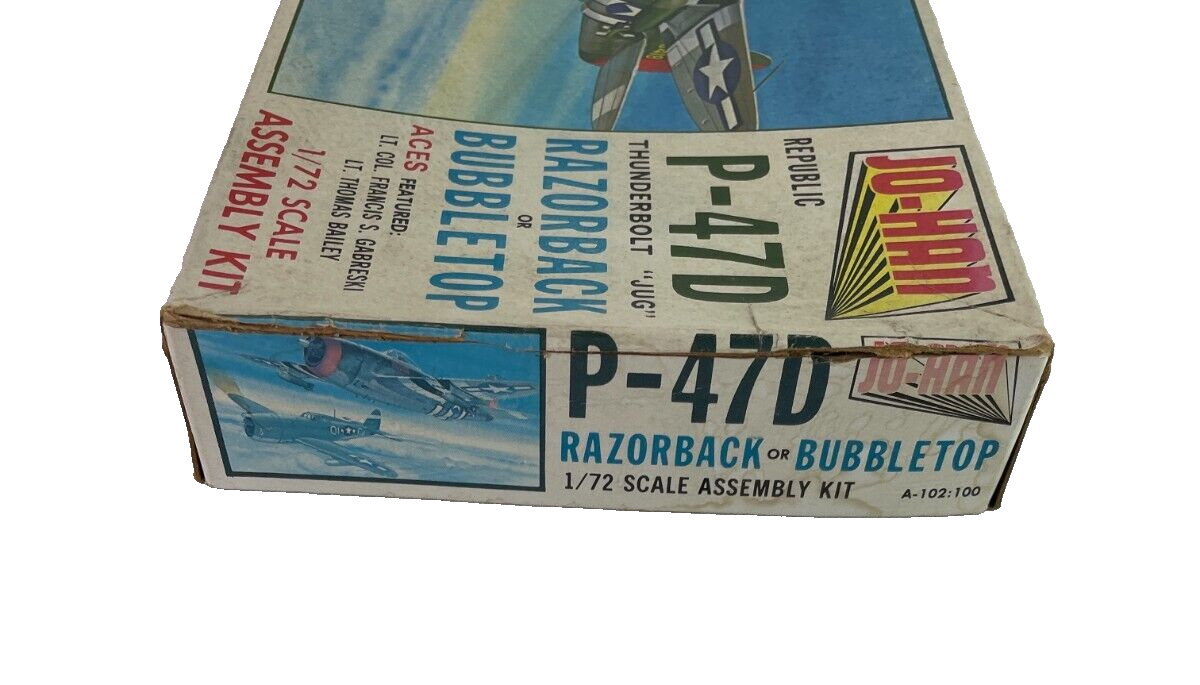 JO-HAN
REPUBLIC
P-47D
THUNDERBOLT "JUG"
RAZORBACK
OR
BUBBLETOP
ACES FEATURED:
LT. COL. FRANCIS S. GABRESKI
LT. THOMAS BAILEY
1/72 SCALE
ASSEMBLY KIT
P-47D
JO-HAN
RAZORBACK OR BUBBLETOP
1/72 SCALE ASSEMBLY KIT
A-102:100